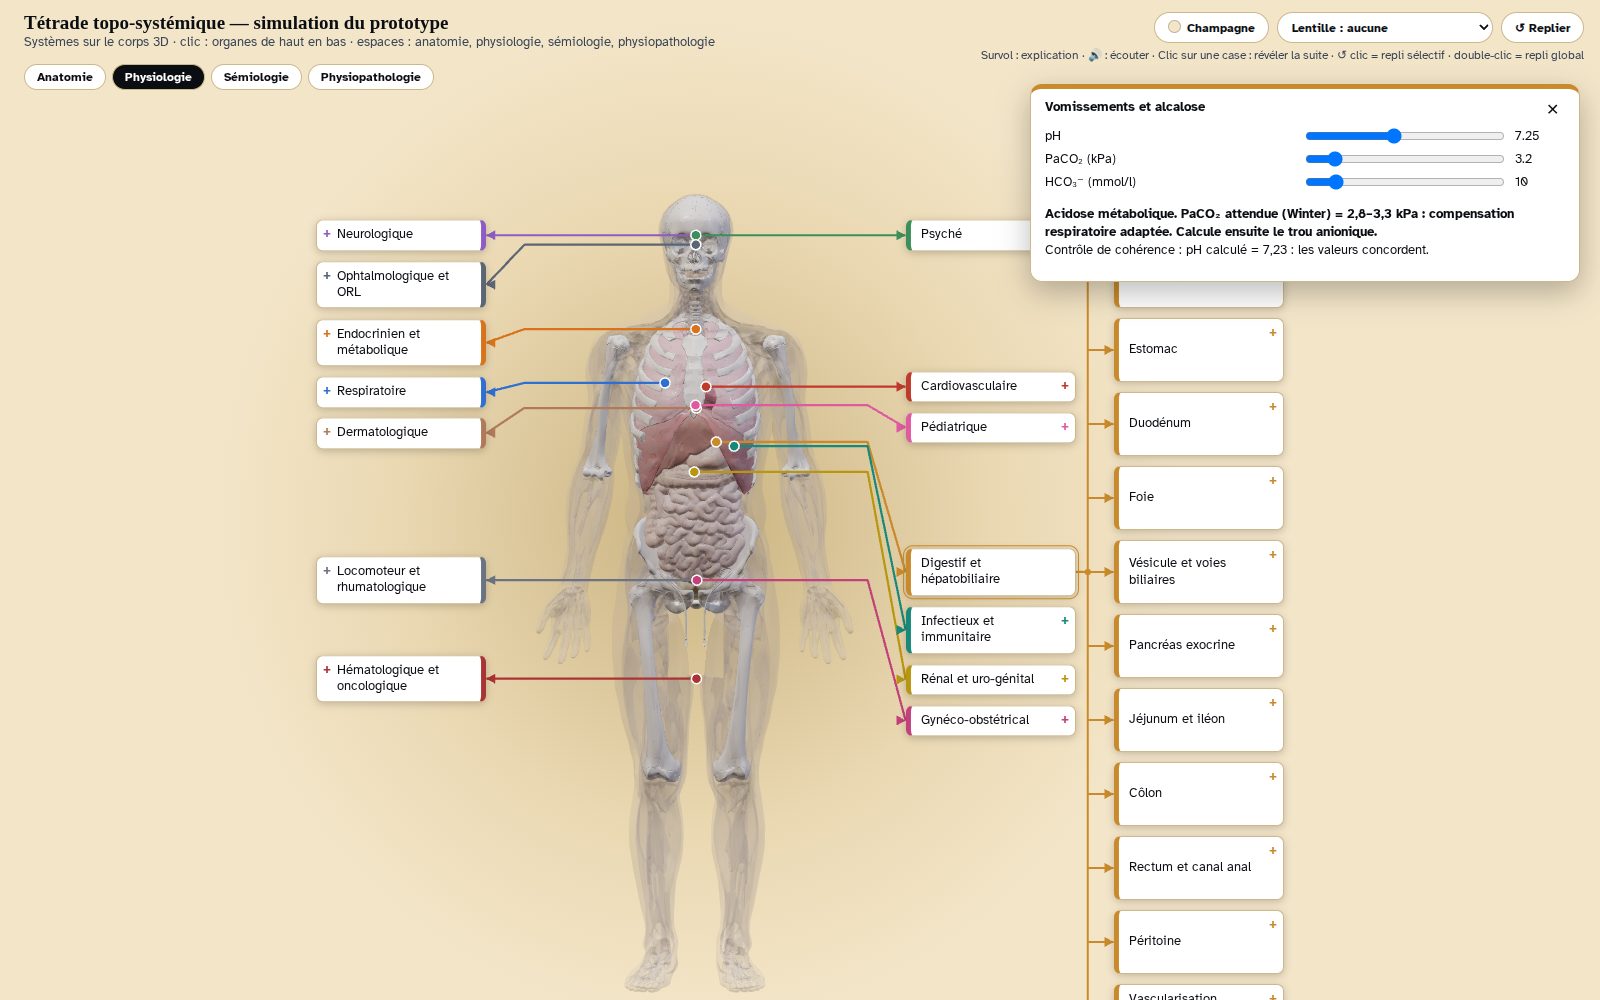 Tétrade topo-systémique — simulation du prototype
Systèmes sur le corps 3D · clic : organes de haut en bas · espaces : anatomie, physiologie, sémiologie, physiopathologie
Anatomie
Physiologie
Sémiologie
Physiopathologie
Champagne
Lentille : aucune
↺ Replier
Survol : explication · 🔊 : écouter · Clic sur une case : révéler la suite · ↺ clic = repli sélectif · double-clic = repli global
Vomissements et alcalose
✕
pH
7.25
PaCO₂ (kPa)
3.2
HCO₃⁻ (mmol/l)
10
Acidose métabolique. PaCO₂ attendue (Winter) = 2,8–3,3 kPa : compensation
respiratoire adaptée. Calcule ensuite le trou anionique.
Contrôle de cohérence : pH calculé = 7,23 : les valeurs concordent.
+ Neurologique
+ Ophtalmologique et
ORL
+ Endocrinien et
métabolique
+ Respiratoire
+ Dermatologique
+ Locomoteur et
rhumatologique
+ Hématologique et
oncologique
Psyché
Cardiovasculaire +
Pédiatrique +
Digestif et
hépatobiliaire
Infectieux et +
immunitaire
Rénal et uro-génital +
Gynéco-obstétrical +
Estomac +
Duodénum +
Foie +
Vésicule et voies +
biliaires
Pancréas exocrine +
Jéjunum et iléon +
Côlon +
Rectum et canal anal +
Péritoine +
Vascularisation